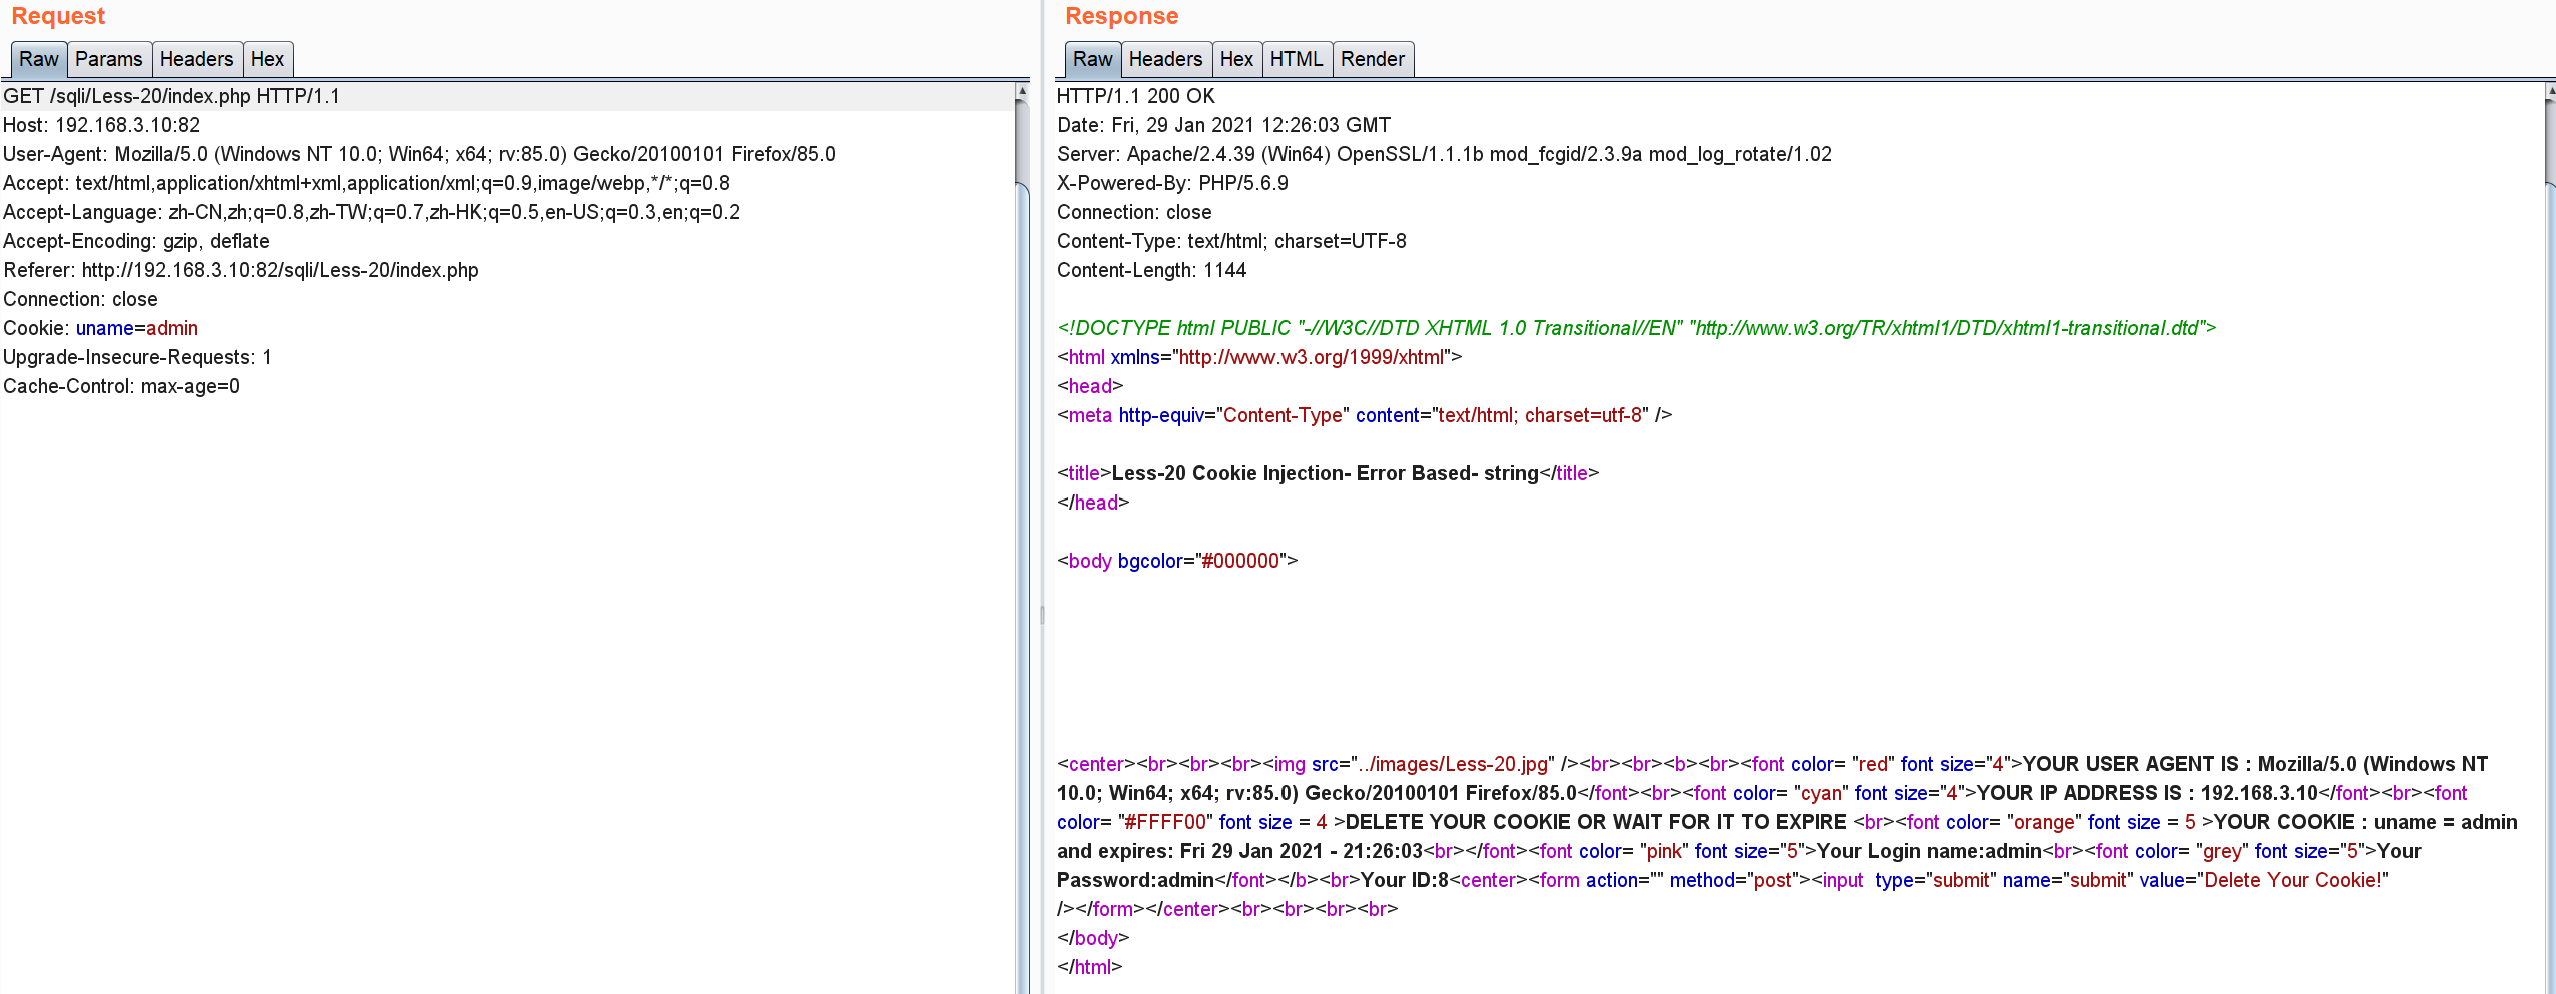 Request
Raw Params Headers Hex
GET /sqli/Less-20/index.php HTTP/1.1
Host: 192.168.3.10:82
User-Agent: Mozilla/5.0 (Windows NT 10.0; Win64; x64; rv:85.0) Gecko/20100101 Firefox/85.0
Accept: text/html,application/xhtml+xml,application/xml;q=0.9,image/webp,*/*;q=0.8
Accept-Language: zh-CN,zh;q=0.8,zh-TW;q=0.7,zh-HK;q=0.5,en-US;q=0.3,en;q=0.2
Accept-Encoding: gzip, deflate
Referer: http://192.168.3.10:82/sqli/Less-20/index.php
Connection: close
Cookie: uname=admin
Upgrade-Insecure-Requests: 1
Cache-Control: max-age=0
Response
Raw Headers Hex HTML Render
HTTP/1.1 200 OK
Date: Fri, 29 Jan 2021 12:26:03 GMT
Server: Apache/2.4.39 (Win64) OpenSSL/1.1.1b mod_fcgid/2.3.9a mod_log_rotate/1.02
X-Powered-By: PHP/5.6.9
Connection: close
Content-Type: text/html; charset=UTF-8
Content-Length: 1144
<!DOCTYPE html PUBLIC "-//W3C//DTD XHTML 1.0 Transitional//EN" "http://www.w3.org/TR/xhtml1/DTD/xhtml1-transitional.dtd">
<html xmlns="http://www.w3.org/1999/xhtml">
<head>
<meta http-equiv="Content-Type" content="text/html; charset=utf-8" />
<title>Less-20 Cookie Injection- Error Based- string</title>
</head>
<body bgcolor="#000000">
<center><br><br><br><img src="../images/Less-20.jpg" /><br><br><b><br><font color= "red" font size="4">YOUR USER AGENT IS : Mozilla/5.0 (Windows NT
10.0; Win64; x64; rv:85.0) Gecko/20100101 Firefox/85.0</font><br><font color= "cyan" font size="4">YOUR IP ADDRESS IS : 192.168.3.10</font><br><font
color= "#FFFF00" font size = 4 >DELETE YOUR COOKIE OR WAIT FOR IT TO EXPIRE <br><font color= "orange" font size = 5 >YOUR COOKIE : uname = admin
and expires: Fri 29 Jan 2021 - 21:26:03<br></font><font color= "pink" font size="5">Your Login name:admin<br><font color= "grey" font size="5">Your
Password:admin</font></b><br>Your ID:8<center><form action="" method="post"><input  type="submit" name="submit" value="Delete Your Cookie!"
/></form></center><br><br><br><br>
</body>
</html>